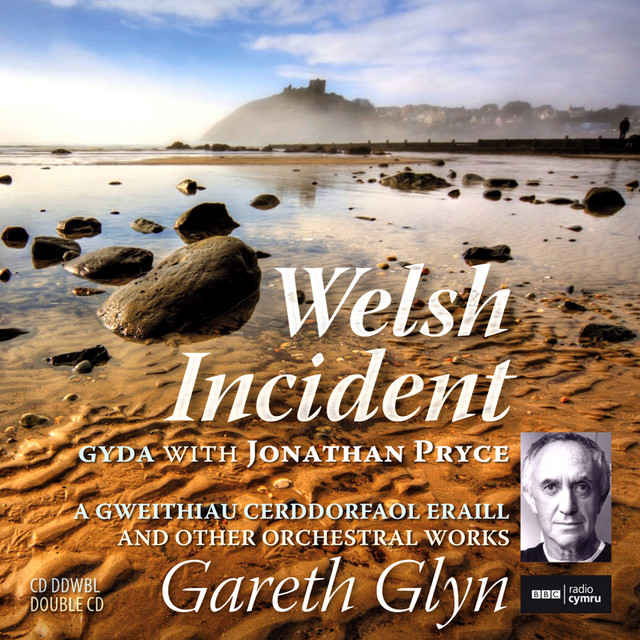 Welsh
Incident
GYDA WITH JONATHAN PRYCE
A GWEITHIAU CERDDORFAOL ERAILL
AND OTHER ORCHESTRAL WORKS
Gareth Glyn
CD DDWBL
DOUBLE CD
BBC radio
cymru